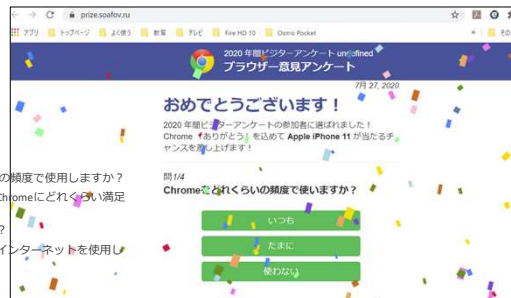 prize.soafov.ru
アプリ トップページ よく使う 教育 テレビ Fire HD 10 Osmo Pocket
2020 年間ビジターアンケート undefined
ブラウザー意見アンケート
7月 27, 2020
おめでとうございます！
2020 年間ビジターアンケートの参加者に選ばれました！
Chrome 「ありがとう」を込めて Apple iPhone 11 が当たるチ
ャンスを差し上げます！
の頻度で使用しますか？
Chromeにどれくらい満足
？
インターネットを使用し
問1/4
Chromeをどれくらいの頻度で使いますか？
いつも
たまに
使わない